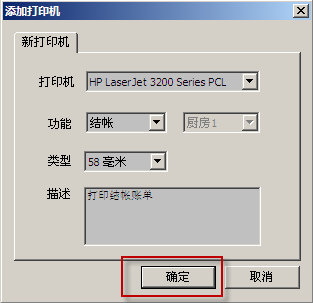 添加打印机
新打印机
打印机 HP LaserJet 3200 Series PCL
功能 结帐 厨房1
类型 58 毫米
描述 打印结帐账单
确定 取消